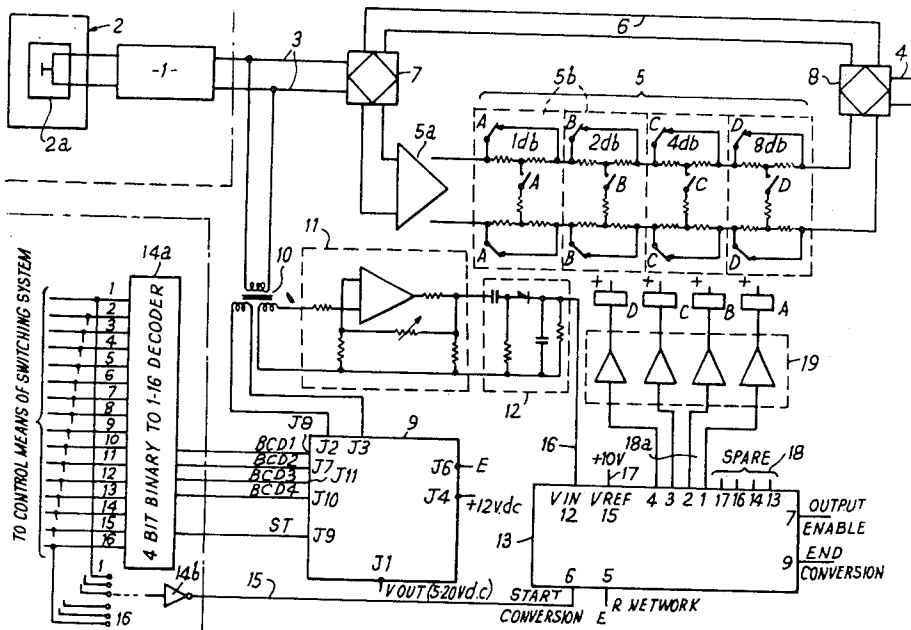 2
2a
-1-
3
7
6
8
4
5b
5
5a
A
1db
B
2db
C
4db
D
8db
A
B
C
D
A
B
C
D
14a
11
10
12
TO CONTROL MEANS OF SWITCHING SYSTEM
1
2
3
4
5
6
7
8
9
10
11
12
13
14
15
16
4 BIT BINARY TO 1-16 DECODER
1
16
14b
15
BCD1
BCD2
BCD3
BCD4
ST
J8
J2
J3
9
J7
J11
J10
J9
J6
E
J4
+12v.dc
J1
V OUT (5-20V d.c)
+
D
+
C
+
B
+
A
19
16
+10V
17
18a
SPARE
18
13
VIN
12
VREF
15
4
3
2
1
17
16
14
13
7
OUTPUT ENABLE
9
END CONVERSION
6
START CONVERSION
5
E
R NETWORK